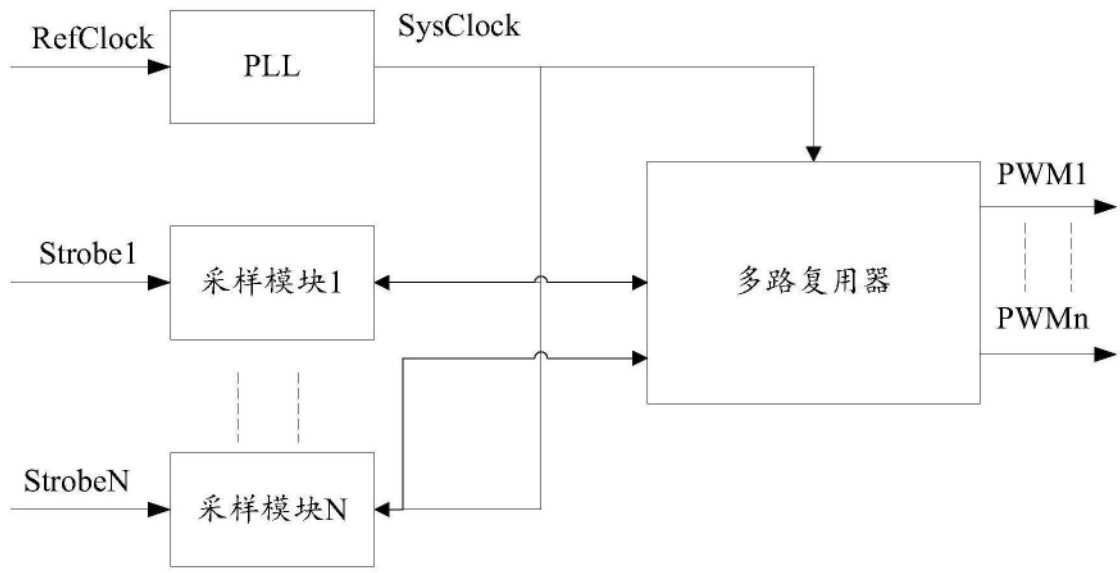 RefClock
PLL
SysClock
PWM1
Strobe1
采样模块1
多路复用器
PWMn
StrobeN
采样模块N